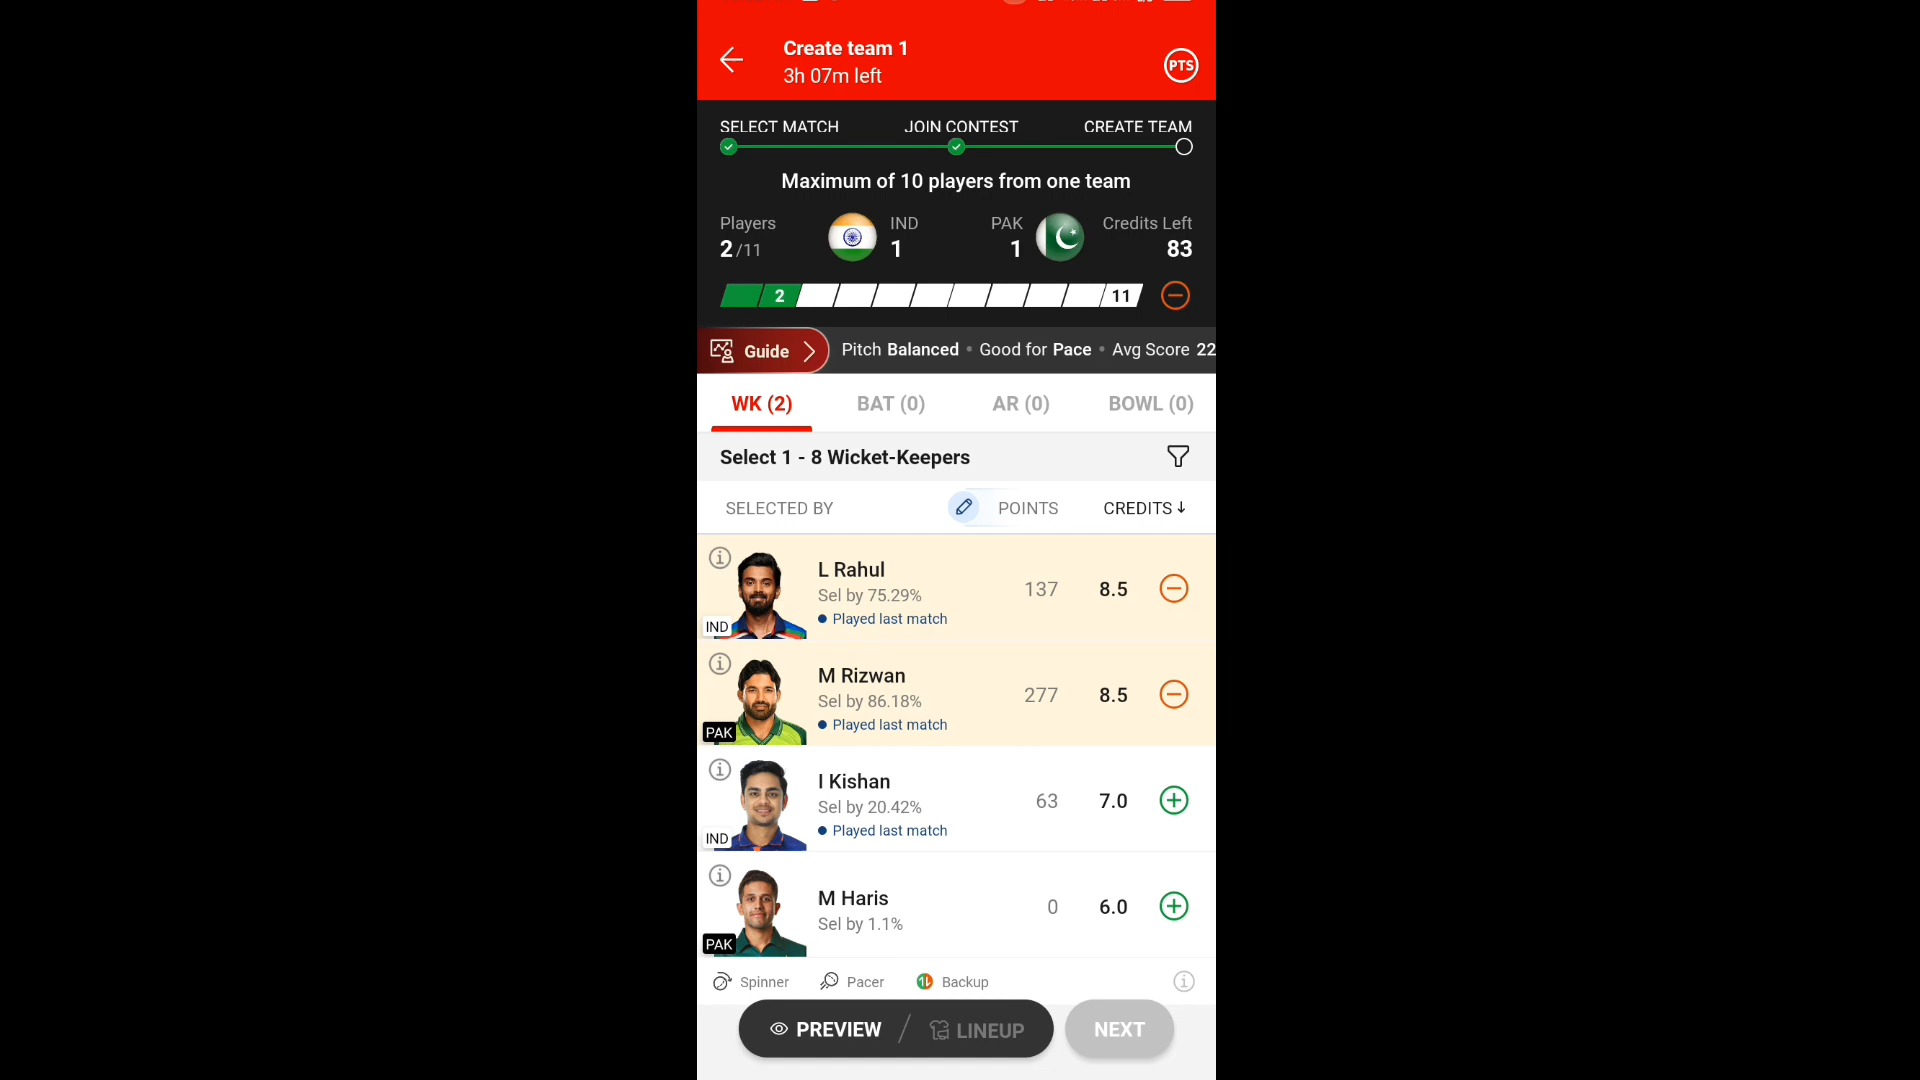 Create team 1
3h 07m left
PTS
SELECT MATCH JOIN CONTEST CREATE TEAM
Maximum of 10 players from one team
Players IND PAK Credits Left
2/11 1 1 83
2 11
Guide Pitch Balanced • Good for Pace • Avg Score 22
WK (2) BAT (0) AR (0) BOWL (0)
Select 1 - 8 Wicket-Keepers
SELECTED BY POINTS CREDITS ↓
L Rahul
Sel by 75.29% 137 8.5
Played last match
IND
M Rizwan
Sel by 86.18% 277 8.5
Played last match
PAK
I Kishan
Sel by 20.42% 63 7.0
Played last match
IND
M Haris 0 6.0
Sel by 1.1%
PAK
Spinner Pacer Backup
PREVIEW / LINEUP NEXT